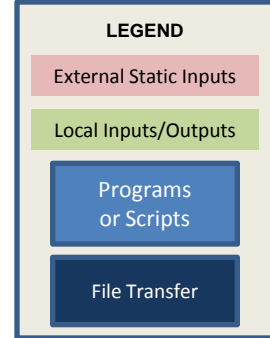 LEGEND
External Static Inputs
Local Inputs/Outputs
Programs
or Scripts
File Transfer